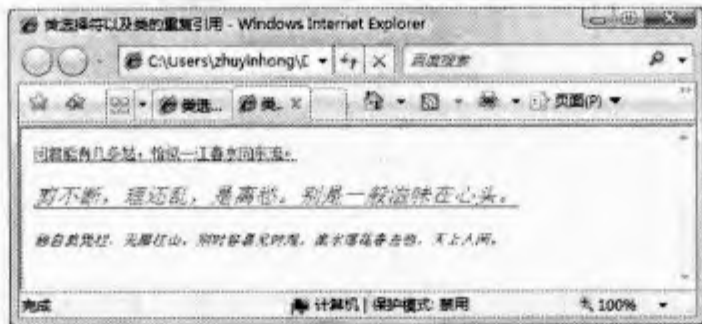 类选择符以及类的重复引用 - Windows Internet Explorer
C:\Users\zhuyinhong\D 百度搜索
类选... 类... 页面(P)
问君能有几多愁，恰似一江春水向东流。
剪不断，理还乱，是离愁。别是一般滋味在心头。
独自莫凭栏，无限江山，别时容易见时难，流水落花春去也，天上人间。
完成 计算机 | 保护模式: 禁用 100%